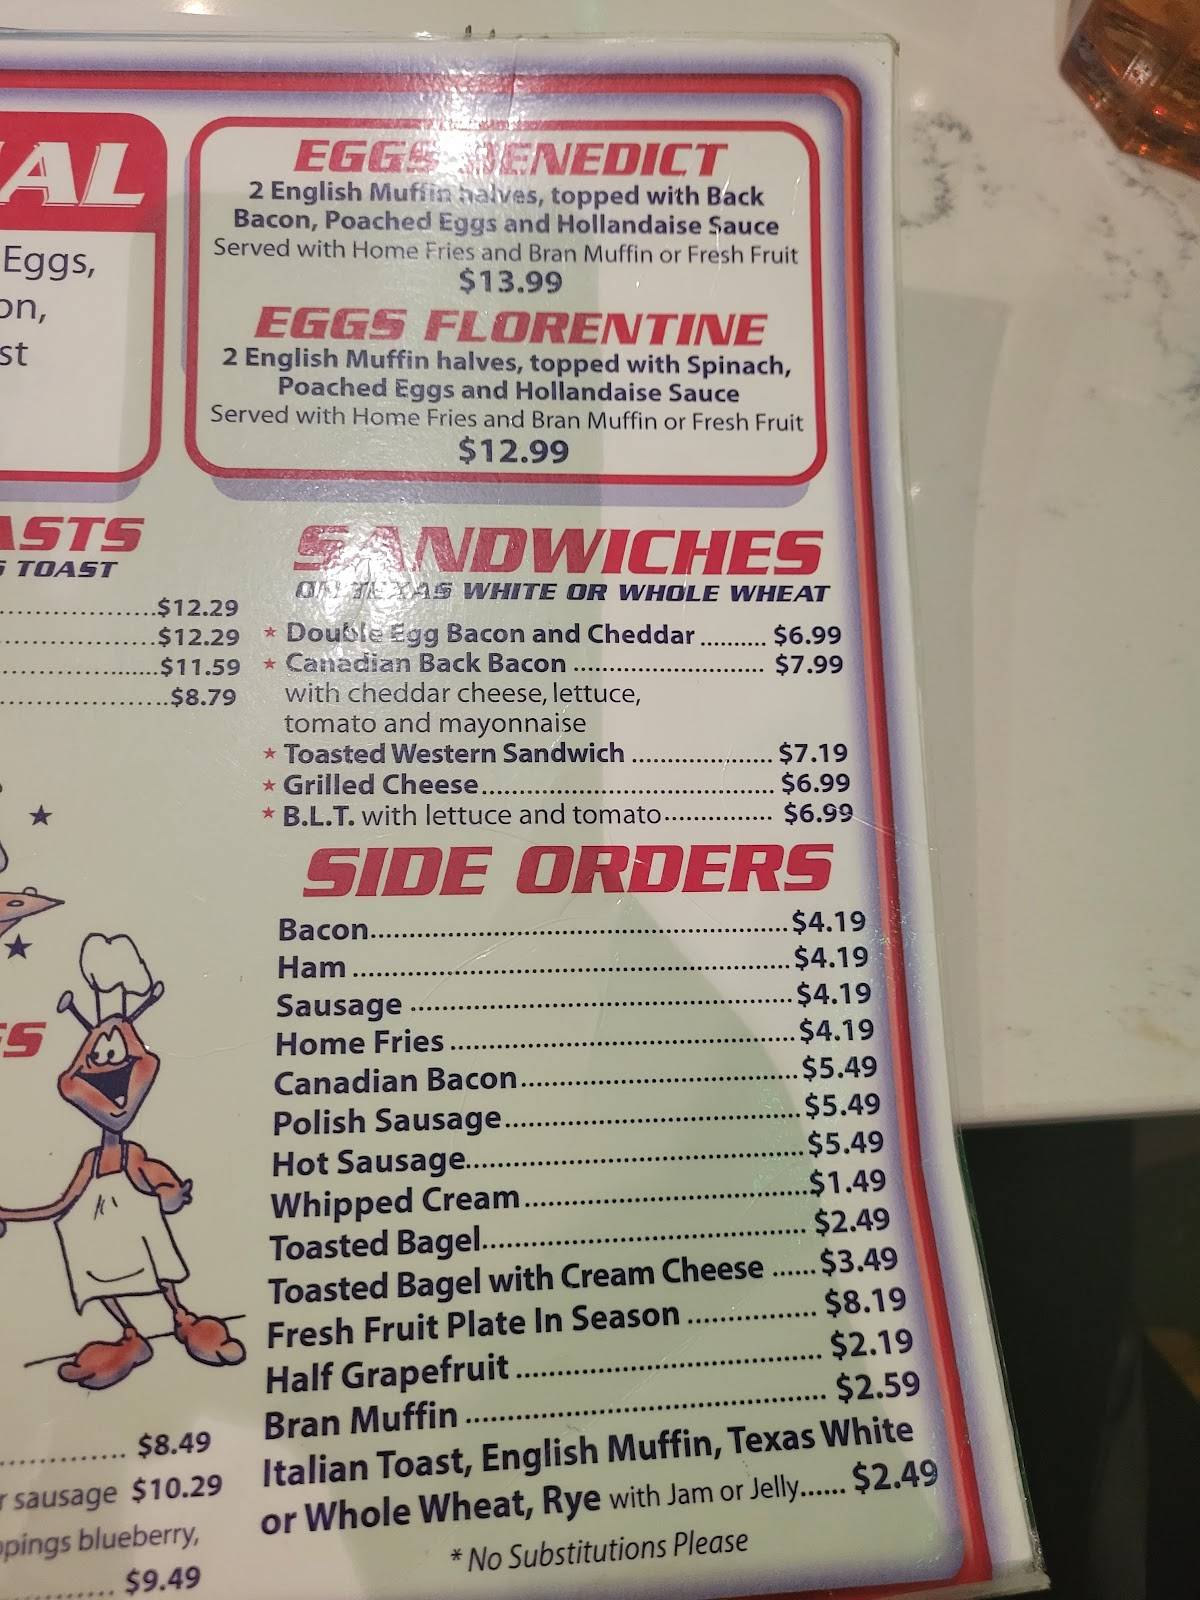 AL
Eggs,
on,
st
EGGS BENEDICT
2 English Muffin halves, topped with Back
Bacon, Poached Eggs and Hollandaise Sauce
Served with Home Fries and Bran Muffin or Fresh Fruit
$13.99
EGGS FLORENTINE
2 English Muffin halves, topped with Spinach,
Poached Eggs and Hollandaise Sauce
Served with Home Fries and Bran Muffin or Fresh Fruit
$12.99
ASTS
TOAST
$12.29
$12.29
$11.59
$8.79
SANDWICHES
ON TEXAS WHITE OR WHOLE WHEAT
★ Double Egg Bacon and Cheddar ......... $6.99
★ Canadian Back Bacon .......................... $7.99
with cheddar cheese, lettuce,
tomato and mayonnaise
★ Toasted Western Sandwich ................... $7.19
★ Grilled Cheese....................................... $6.99
★ B.L.T. with lettuce and tomato............... $6.99
SIDE ORDERS
Bacon.......................................................$4.19
Ham .........................................................$4.19
Sausage ..................................................$4.19
Home Fries .............................................$4.19
Canadian Bacon....................................$5.49
Polish Sausage.......................................$5.49
Hot Sausage...........................................$5.49
Whipped Cream....................................$1.49
Toasted Bagel......................................... $2.49
Toasted Bagel with Cream Cheese ......$3.49
Fresh Fruit Plate In Season ............... $8.19
Half Grapefruit ..................................... $2.19
Bran Muffin ........................................... $2.59
Italian Toast, English Muffin, Texas White
or Whole Wheat, Rye with Jam or Jelly...... $2.49
* No Substitutions Please
GS
............. $8.49
r sausage $10.29
ppings blueberry,
........... $9.49